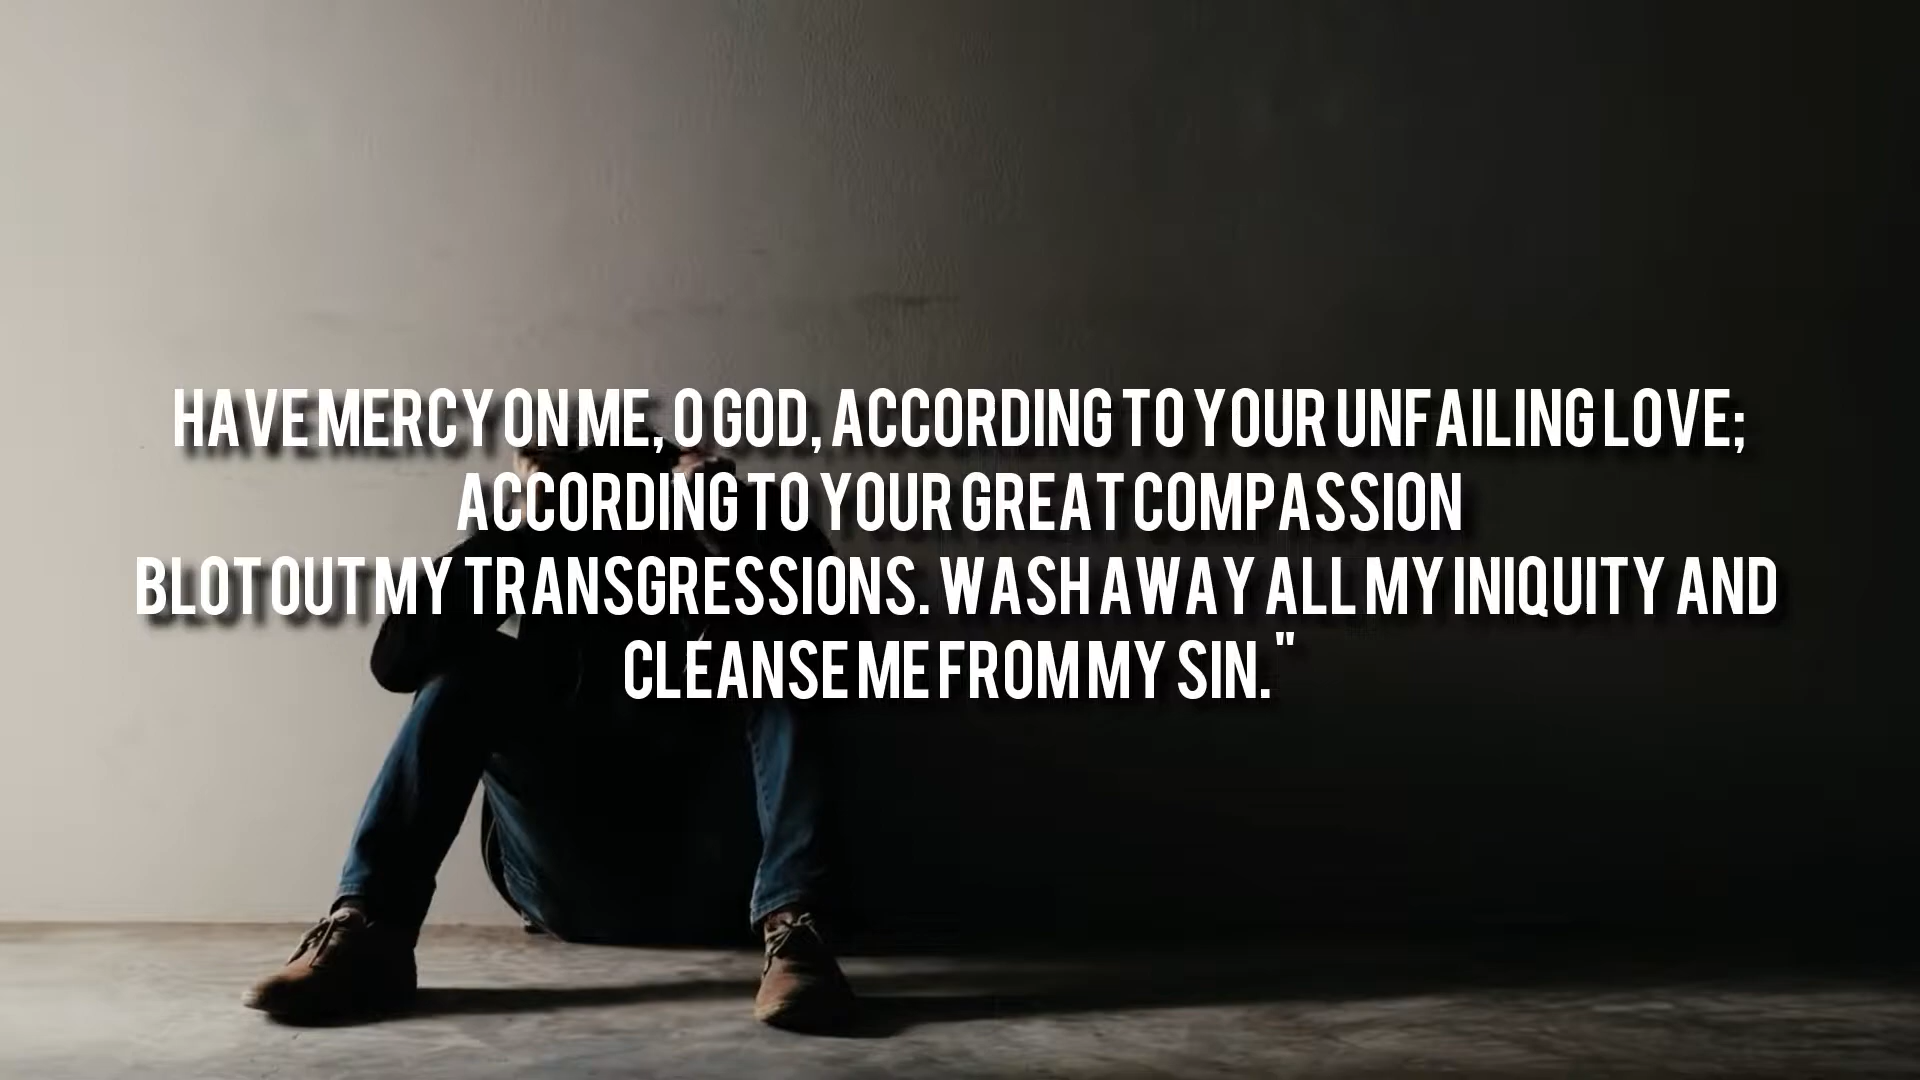 HAVE MERCY ON ME, O GOD, ACCORDING TO YOUR UNFAILING LOVE;
ACCORDING TO YOUR GREAT COMPASSION
BLOT OUT MY TRANSGRESSIONS. WASH AWAY ALL MY INIQUITY AND
CLEANSE ME FROM MY SIN."